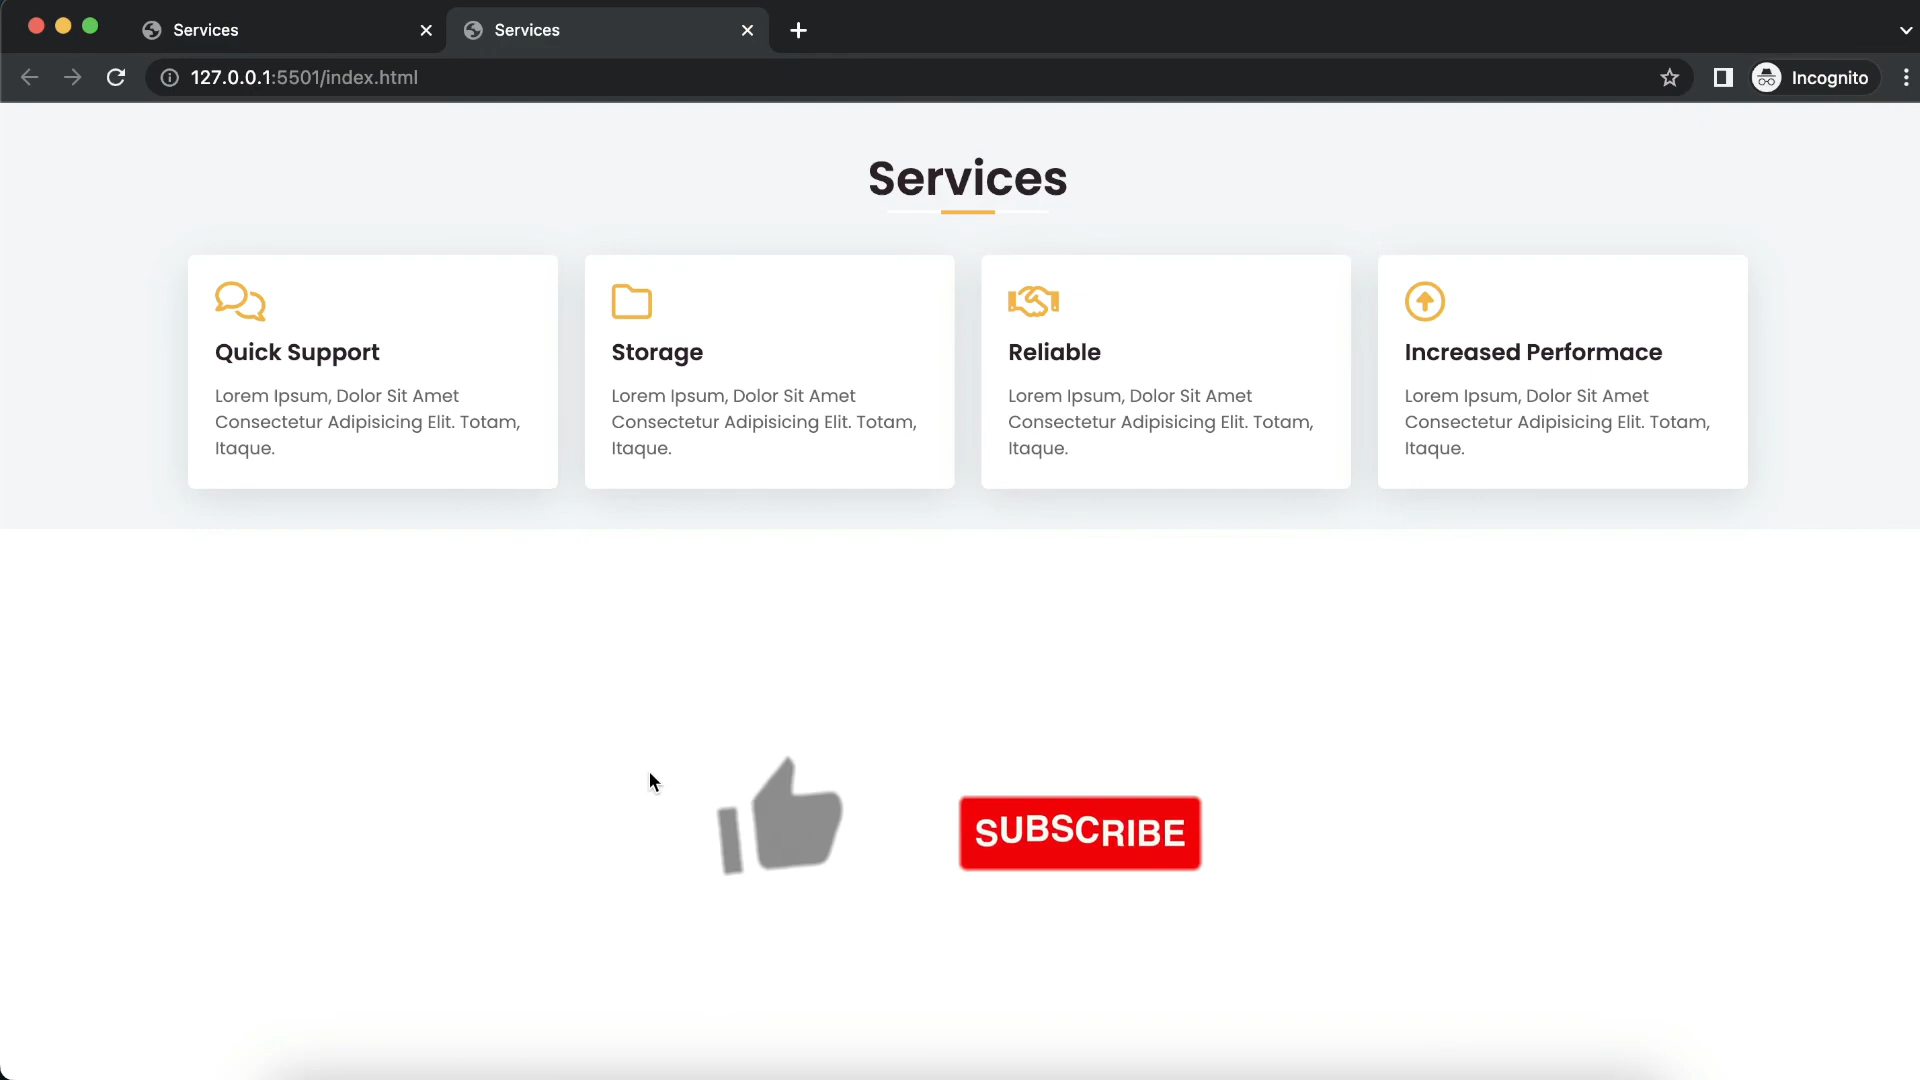 Services
Services
127.0.0.1:5501/index.html
Incognito
Services
Quick Support
Lorem Ipsum, Dolor Sit Amet
Consectetur Adipisicing Elit. Totam,
Itaque.
Storage
Lorem Ipsum, Dolor Sit Amet
Consectetur Adipisicing Elit. Totam,
Itaque.
Reliable
Lorem Ipsum, Dolor Sit Amet
Consectetur Adipisicing Elit. Totam,
Itaque.
Increased Performace
Lorem Ipsum, Dolor Sit Amet
Consectetur Adipisicing Elit. Totam,
Itaque.
SUBSCRIBE